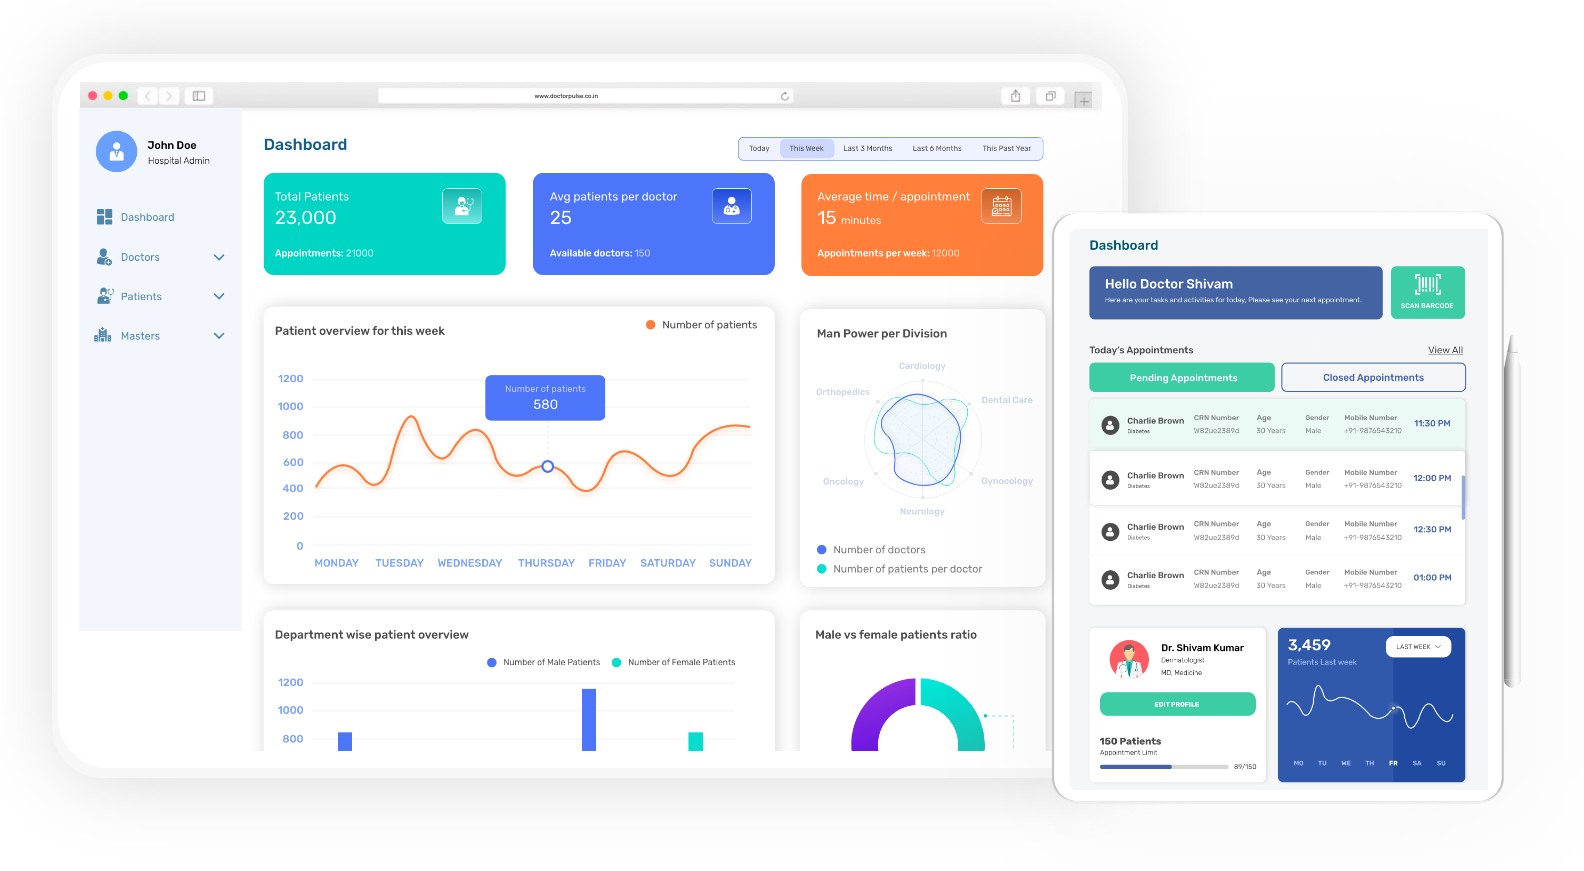 www.doctorpulse.co.in
John Doe
Hospital Admin
Dashboard
Doctors
Patients
Masters
Dashboard
Today This Week Last 3 Months Last 6 Months This Past Year
Total Patients
23,000
Appointments: 21000
Avg patients per doctor
25
Available doctors: 150
Average time / appointment
15 minutes
Appointments per week: 12000
Patient overview for this week
Number of patients
1200
1000
800
600
400
200
0
Number of patients
580
MONDAY TUESDAY WEDNESDAY THURSDAY FRIDAY SATURDAY SUNDAY
Man Power per Division
Cardiology
Orthopedics
Dental Care
Oncology
Gynocology
Neurology
Number of doctors
Number of patients per doctor
Department wise patient overview
Number of Male Patients Number of Female Patients
1200
1000
800
Male vs female patients ratio
Dashboard
Hello Doctor Shivam
Here are your tasks and activities for today, Please see your next appointment.
SCAN BARCODE
Today's Appointments View All
Pending Appointments Closed Appointments
Charlie Brown CRN Number Age Gender Mobile Number 11:30 PM
Diabetes W82ue2389d 30 Years Male +91-9876543210
Charlie Brown CRN Number Age Gender Mobile Number 12:00 PM
Diabetes W82ue2389d 30 Years Male +91-9876543210
Charlie Brown CRN Number Age Gender Mobile Number 12:30 PM
Diabetes W82ue2389d 30 Years Male +91-9876543210
Charlie Brown CRN Number Age Gender Mobile Number 01:00 PM
Diabetes W82ue2389d 30 Years Male +91-9876543210
Dr. Shivam Kumar
Dermatologist
MD, Medicine
EDIT PROFILE
150 Patients
Appointment Limit
89/150
3,459
Patients Last week
LAST WEEK
MO TU WE TH FR SA SU